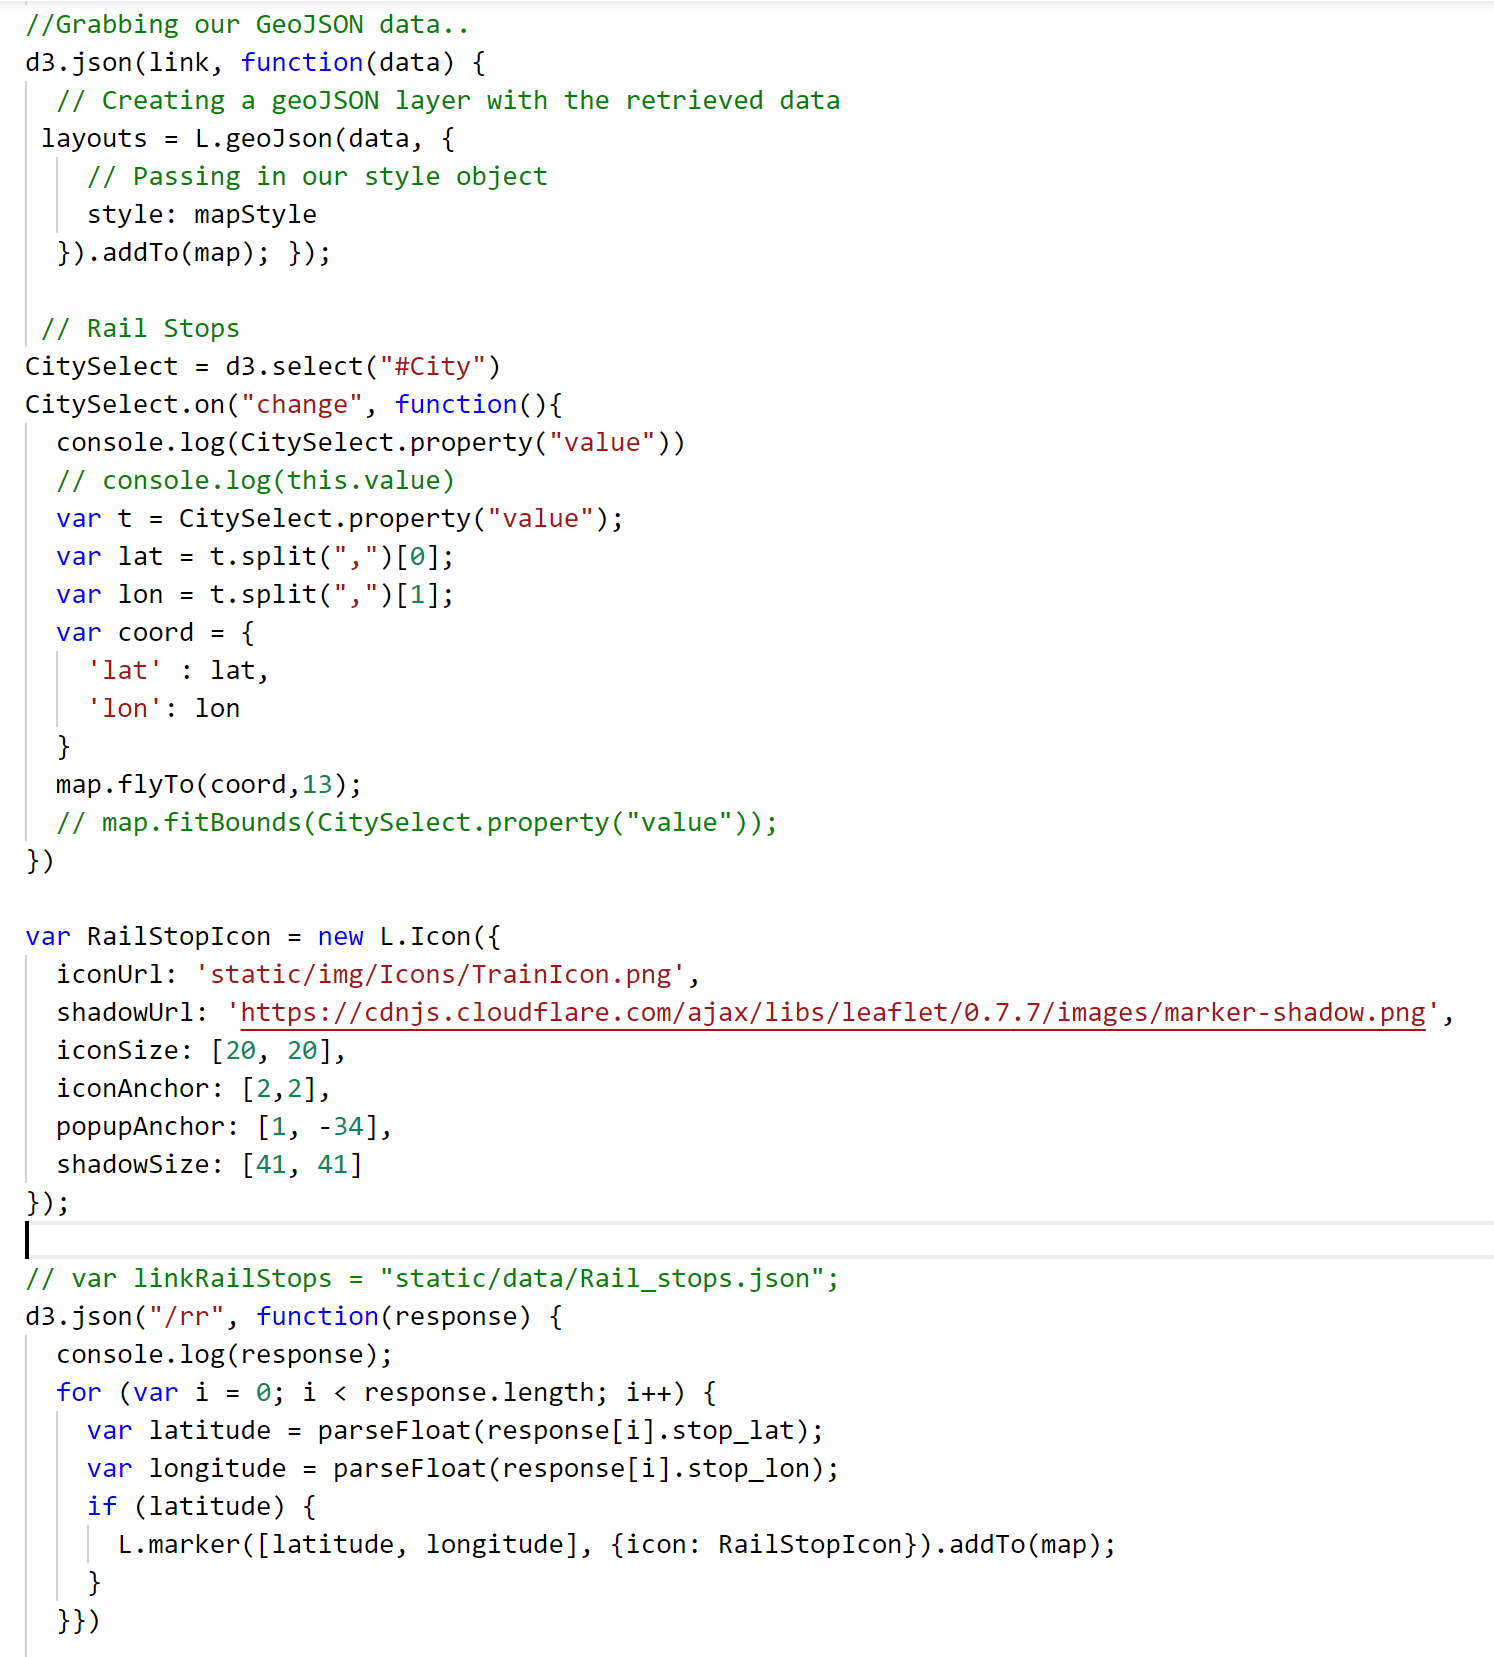 //Grabbing our GeoJSON data..
d3.json(link, function(data) {
  // Creating a geoJSON layer with the retrieved data
 layouts = L.geoJson(data, {
    // Passing in our style object
    style: mapStyle
  }).addTo(map); });

 // Rail Stops
CitySelect = d3.select("#City")
CitySelect.on("change", function(){
  console.log(CitySelect.property("value"))
  // console.log(this.value)
  var t = CitySelect.property("value");
  var lat = t.split(",")[0];
  var lon = t.split(",")[1];
  var coord = {
    'lat' : lat,
    'lon': lon
  }
  map.flyTo(coord,13);
  // map.fitBounds(CitySelect.property("value"));
})

var RailStopIcon = new L.Icon({
  iconUrl: 'static/img/Icons/TrainIcon.png',
  shadowUrl: 'https://cdnjs.cloudflare.com/ajax/libs/leaflet/0.7.7/images/marker-shadow.png',
  iconSize: [20, 20],
  iconAnchor: [2,2],
  popupAnchor: [1, -34],
  shadowSize: [41, 41]
});

// var linkRailStops = "static/data/Rail_stops.json";
d3.json("/rr", function(response) {
  console.log(response);
  for (var i = 0; i < response.length; i++) {
    var latitude = parseFloat(response[i].stop_lat);
    var longitude = parseFloat(response[i].stop_lon);
    if (latitude) {
      L.marker([latitude, longitude], {icon: RailStopIcon}).addTo(map);
    }
  }})